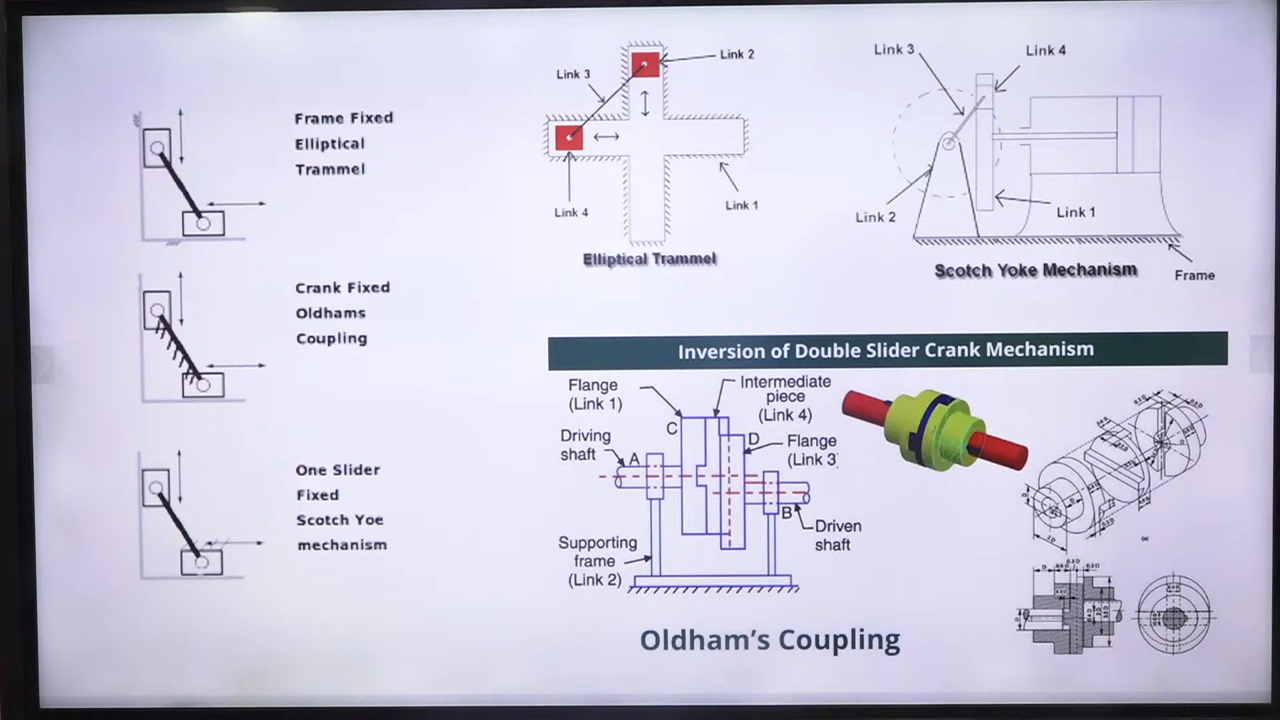 Frame Fixed
Elliptical
Trammel
Crank Fixed
Oldhams
Coupling
One Slider
Fixed
Scotch Yoe
mechanism
Link 2
Link 3
Link 4
Link 1
Elliptical Trammel
Link 3
Link 4
Link 2
Link 1
Scotch Yoke Mechanism
Frame
Inversion of Double Slider Crank Mechanism
Flange
(Link 1)
Intermediate
piece
(Link 4)
C
D
Driving
shaft
A
Flange
(Link 3
B
Driven
shaft
Supporting
frame
(Link 2)
Oldham's Coupling